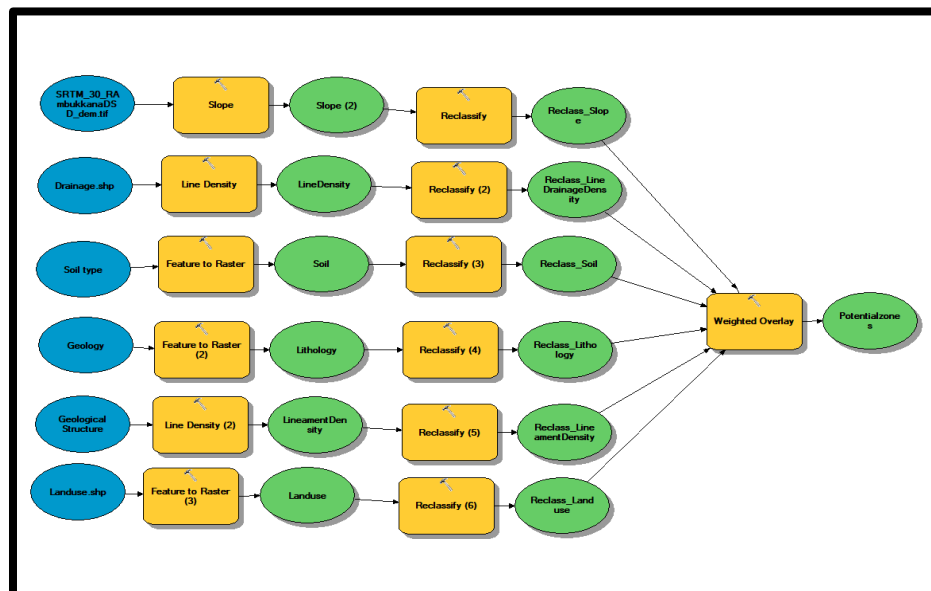 SRTM_30_RA
mbukkanaDS
D_dem.tif
Slope
Slope (2)
Reclassify
Reclass_Slop
e
Drainage.shp
Line Density
LineDensity
Reclassify (2)
Reclass_Line
DrainageDens
ity
Soil type
Feature to Raster
Soil
Reclassify (3)
Reclass_Soil
Weighted Overlay
Potentialzone
s
Geology
Feature to Raster
(2)
Lithology
Reclassify (4)
Reclass_Litho
logy
Geological
Structure
Line Density (2)
LineamentDen
sity
Reclassify (5)
Reclass_Line
amentDensity
Landuse.shp
Feature to Raster
(3)
Landuse
Reclassify (6)
Reclass_Land
use